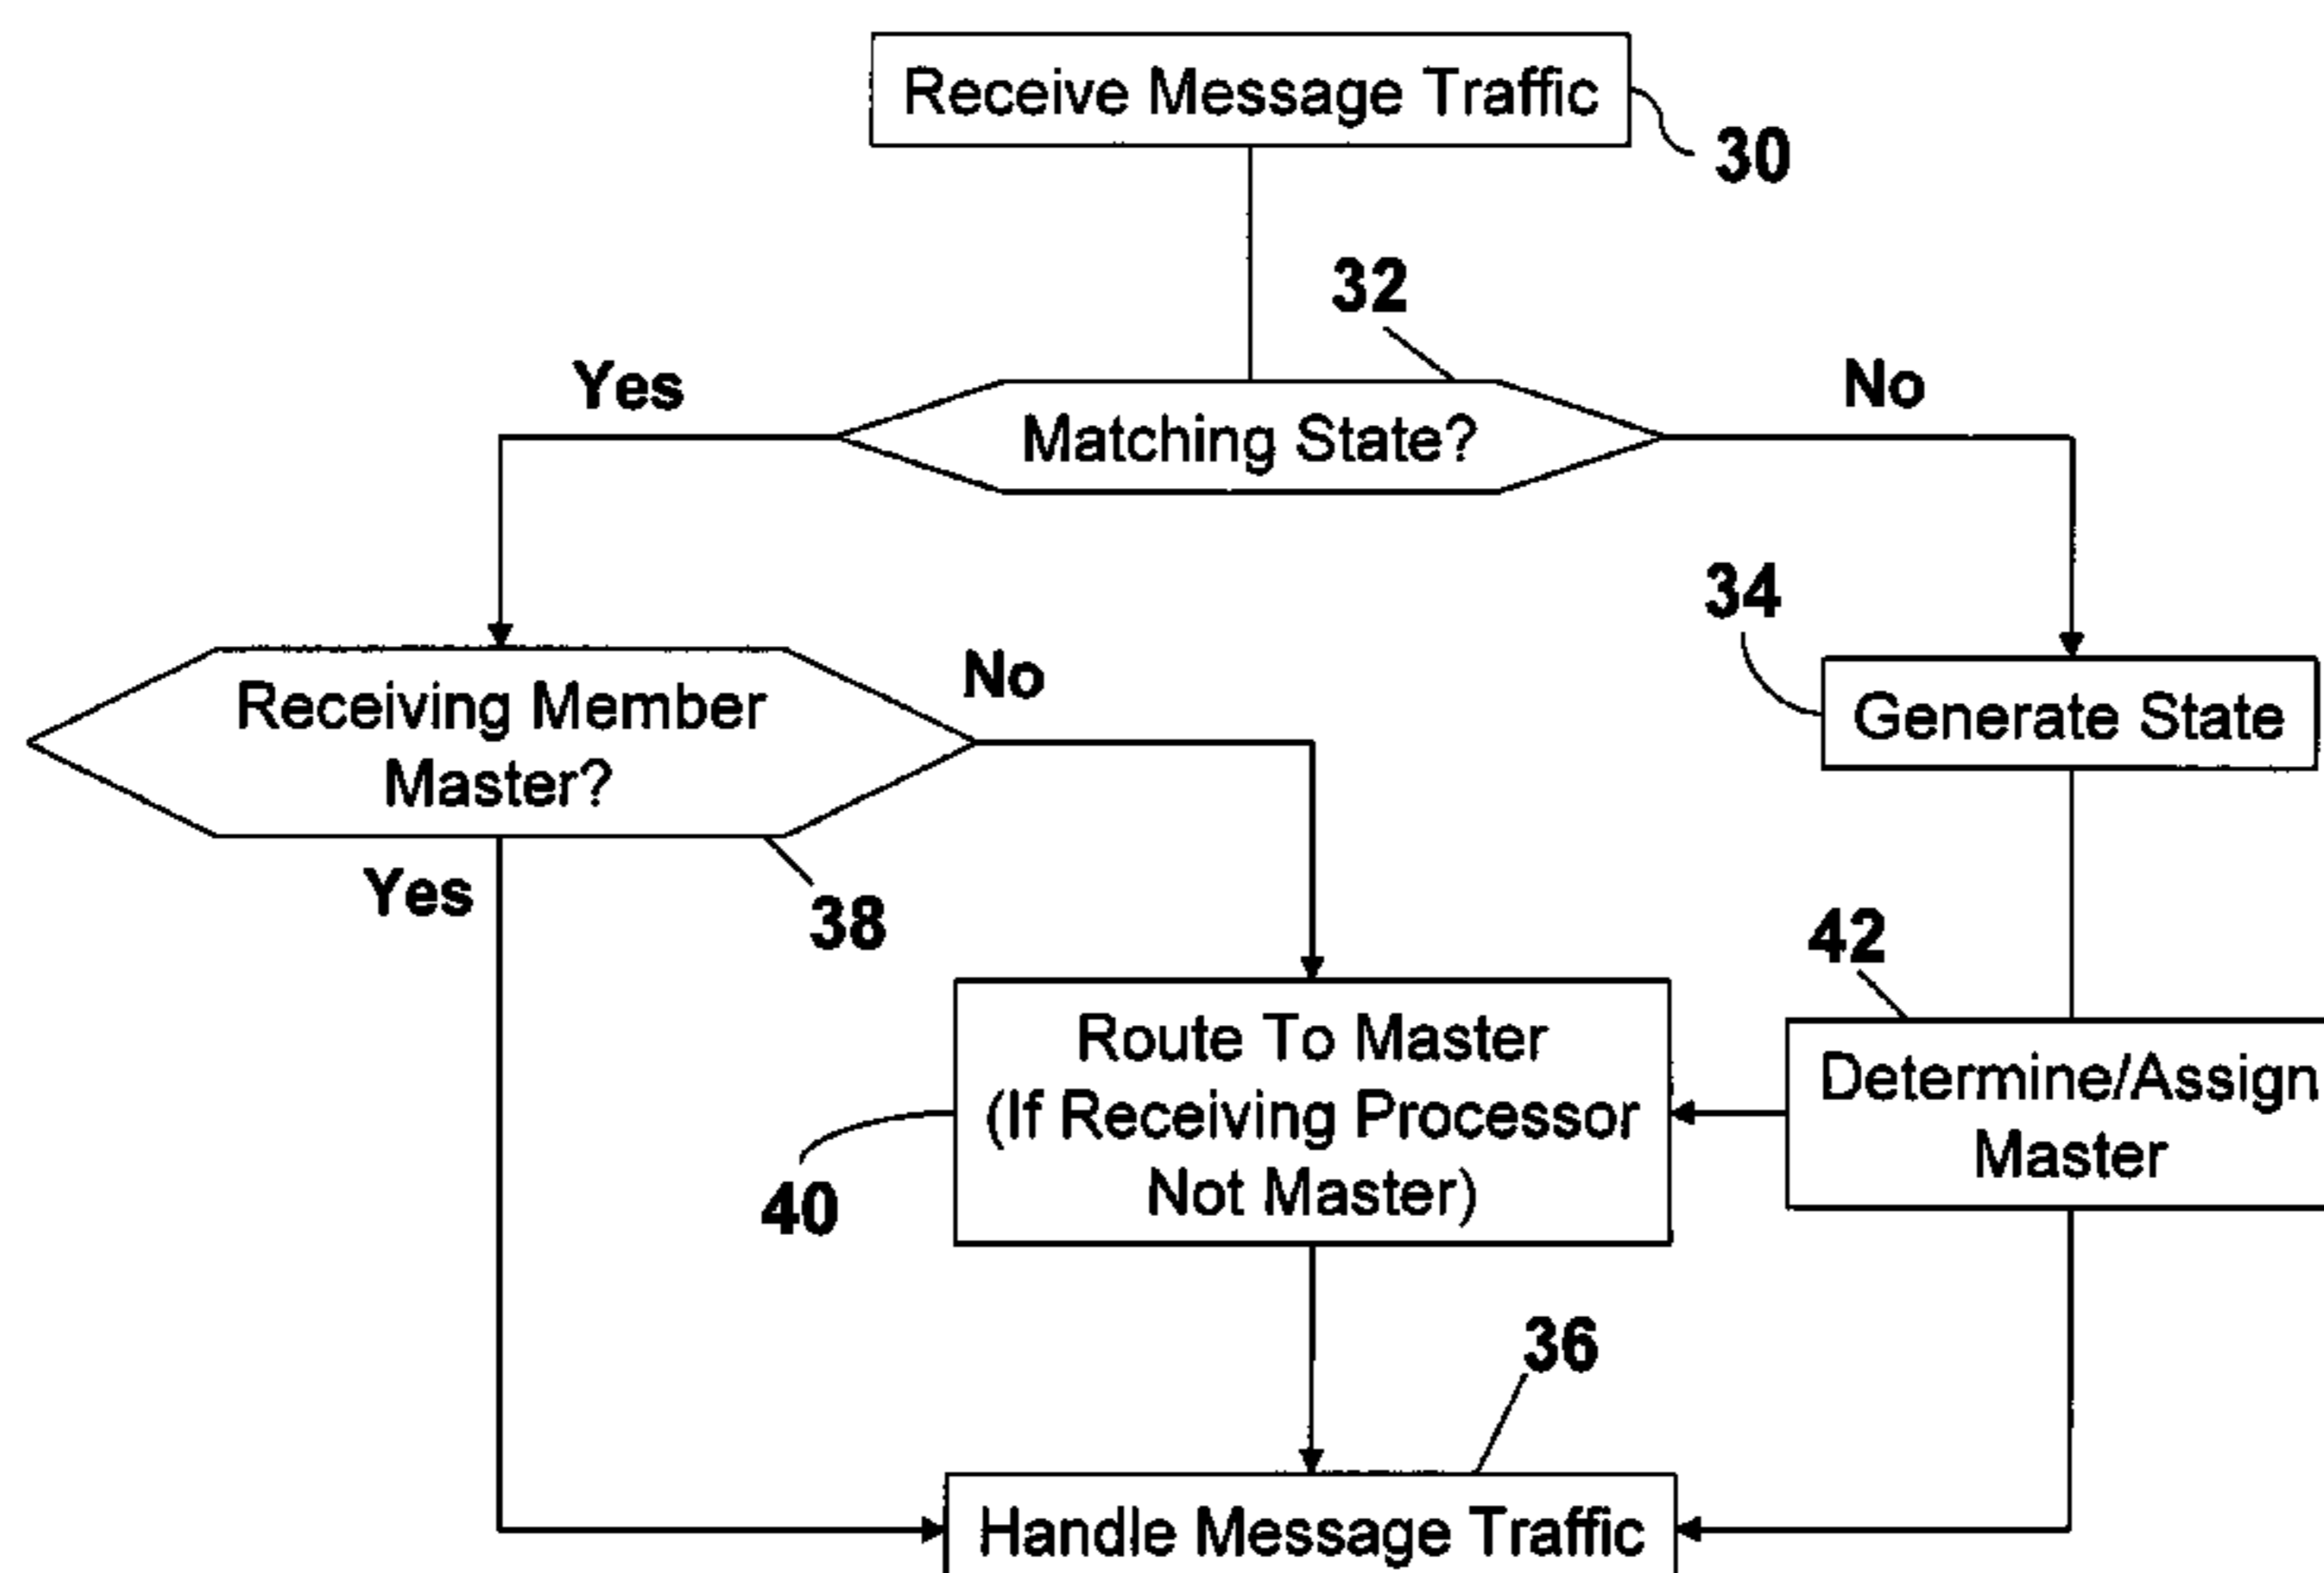 Receive Message Traffic
30
32
Yes
No
Matching State?
34
Receiving Member
Master?
No
Generate State
Yes
38
42
Route To Master
(If Receiving Processor
Not Master)
Determine/Assign
Master
40
36
Handle Message Traffic